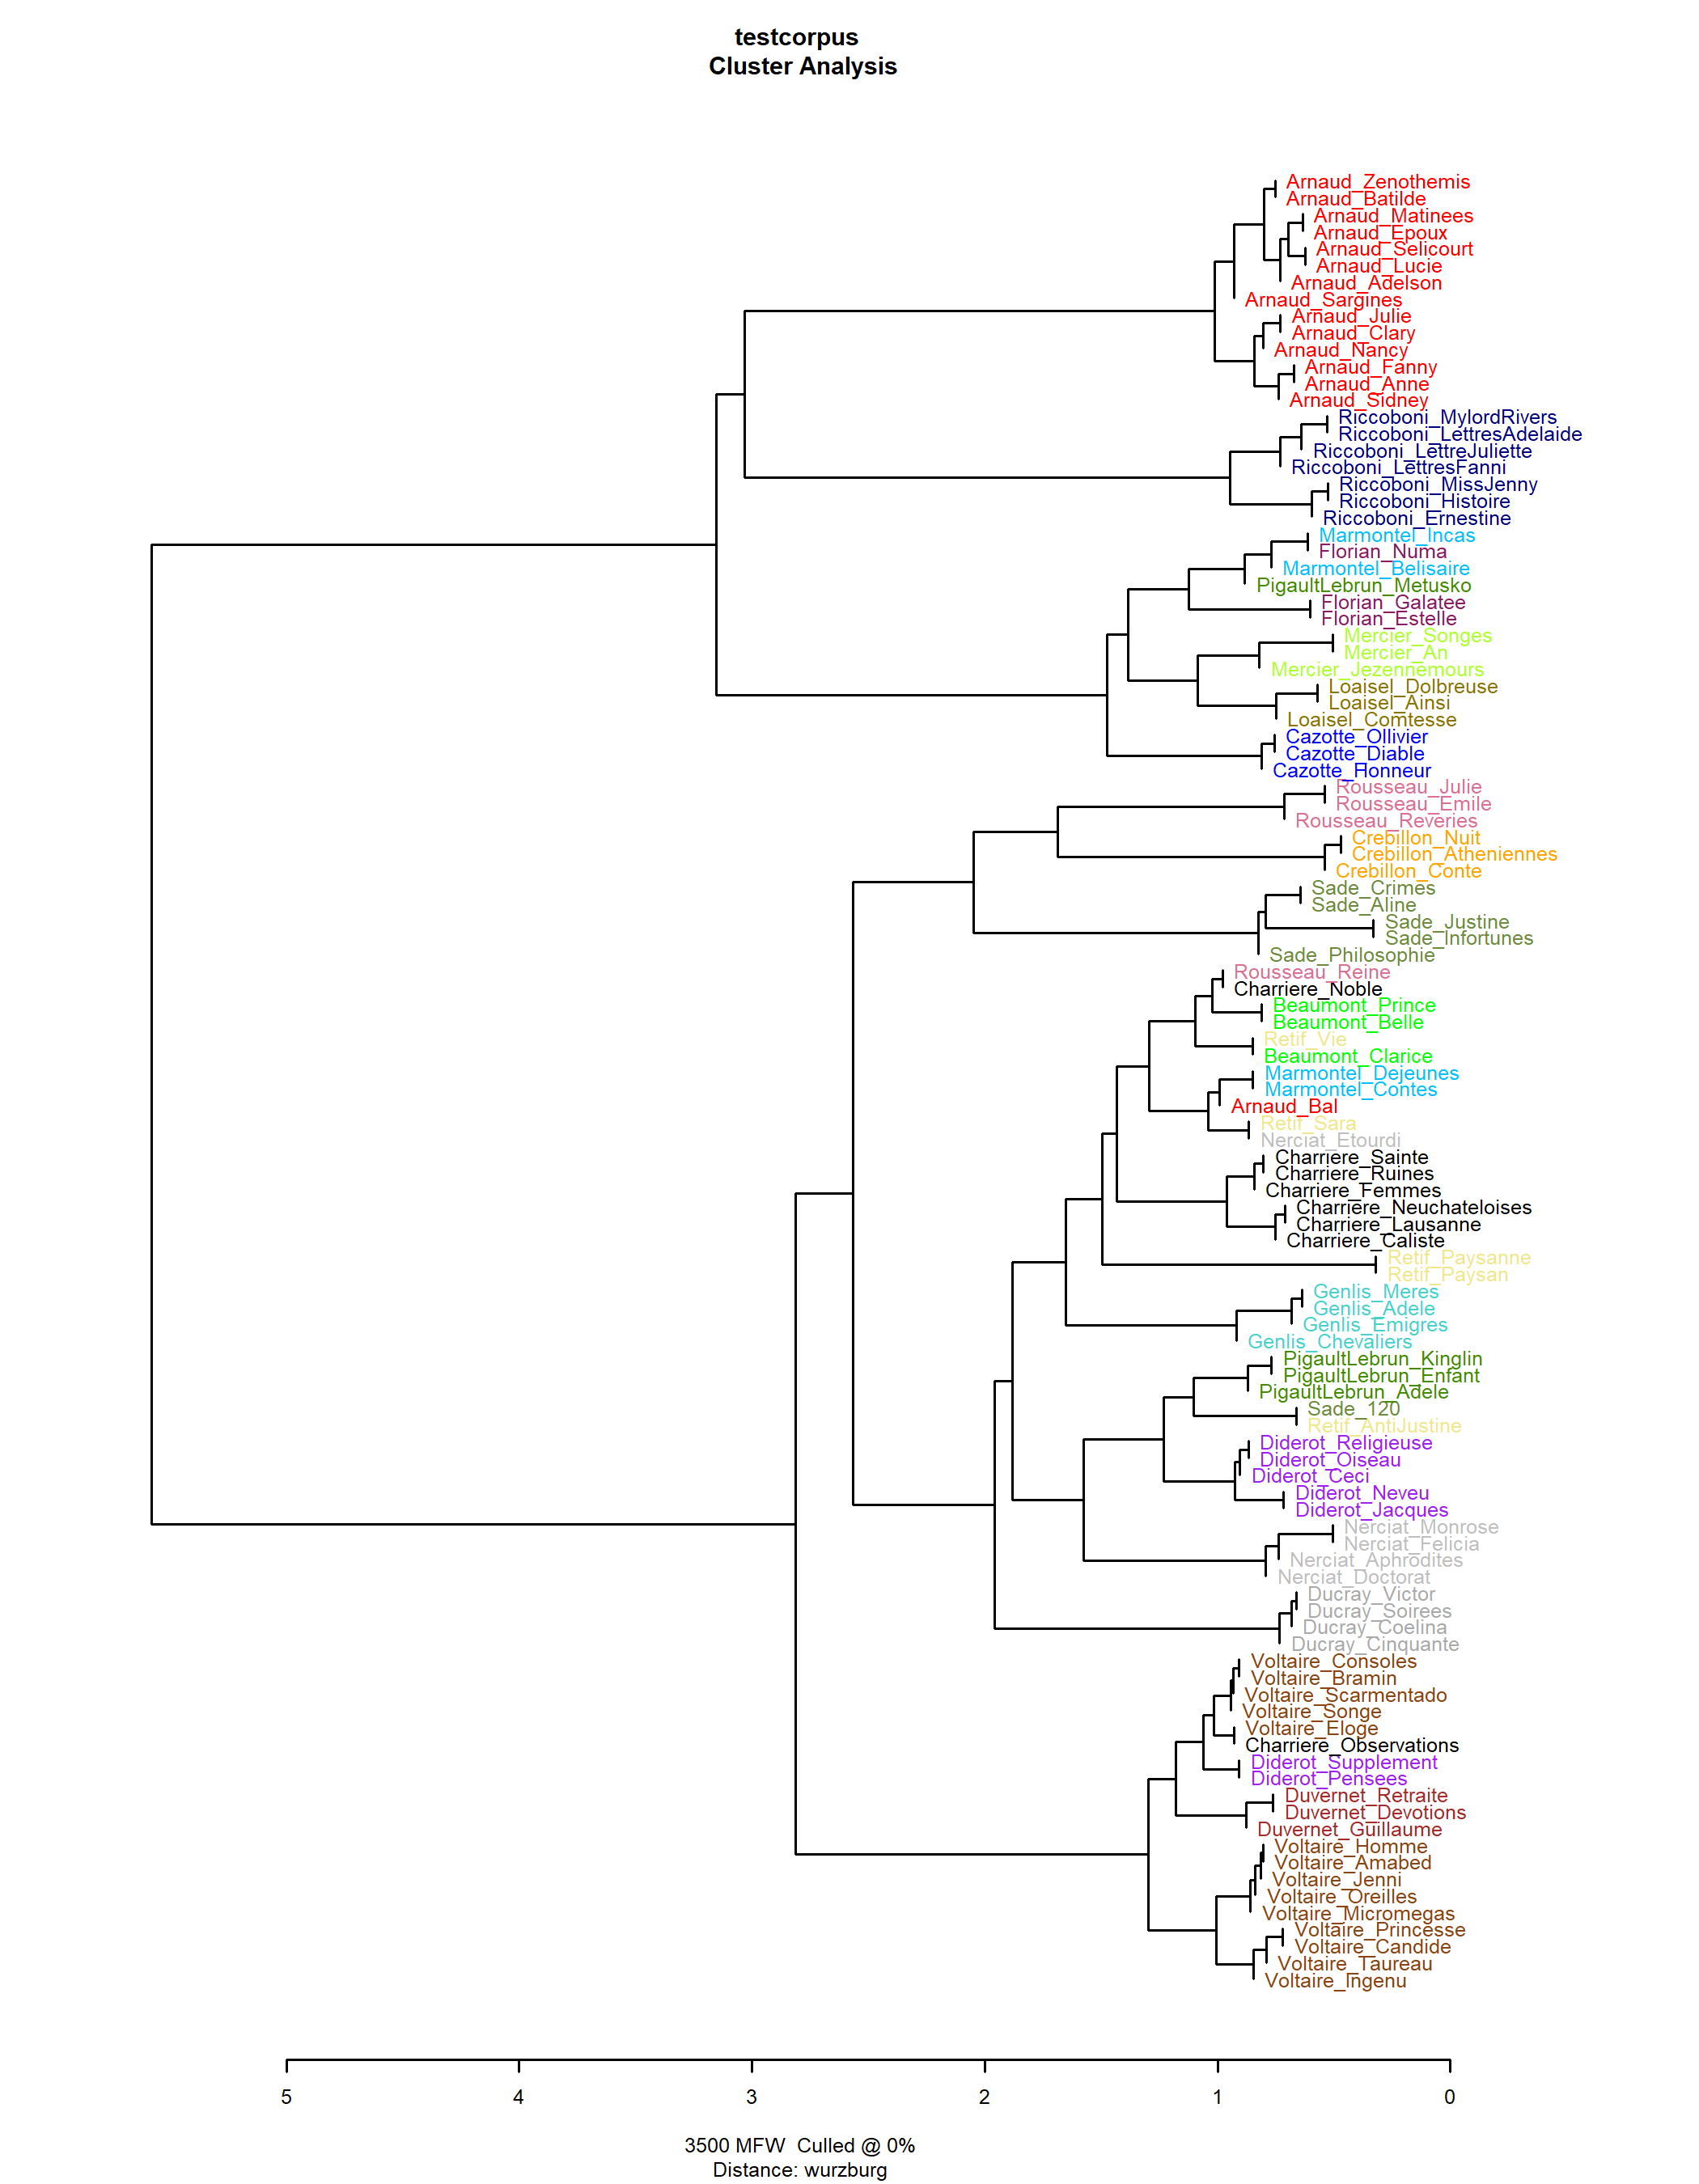 testcorpus
Cluster Analysis
Arnaud_Zenothemis
Arnaud_Batilde
Arnaud_Matinees
Arnaud_Epoux
Arnaud_Selicourt
Arnaud_Lucie
Arnaud_Adelson
Arnaud_Sargines
Arnaud_Julie
Arnaud_Clary
Arnaud_Nancy
Arnaud_Fanny
Arnaud_Anne
Arnaud_Sidney
Riccoboni_MylordRivers
Riccoboni_LettresAdelaide
Riccoboni_LettreJuliette
Riccoboni_LettresFanni
Riccoboni_MissJenny
Riccoboni_Histoire
Riccoboni_Ernestine
Marmontel_Incas
Florian_Numa
Marmontel_Belisaire
PigaultLebrun_Metusko
Florian_Galatee
Florian_Estelle
Mercier_Songes
Mercier_An
Mercier_Jezennemours
Loaisel_Dolbreuse
Loaisel_Ainsi
Loaisel_Comtesse
Cazotte_Ollivier
Cazotte_Diable
Cazotte_Honneur
Rousseau_Julie
Rousseau_Emile
Rousseau_Reveries
Crebillon_Nuit
Crebillon_Atheniennes
Crebillon_Conte
Sade_Crimes
Sade_Aline
Sade_Justine
Sade_Infortunes
Sade_Philosophie
Rousseau_Reine
Charriere_Noble
Beaumont_Prince
Beaumont_Belle
Retif_Vie
Beaumont_Clarice
Marmontel_Dejeunes
Marmontel_Contes
Arnaud_Bal
Retif_Sara
Nerciat_Etourdi
Charriere_Sainte
Charriere_Ruines
Charriere_Femmes
Charriere_Neuchateloises
Charriere_Lausanne
Charriere_Caliste
Retif_Paysanne
Retif_Paysan
Genlis_Meres
Genlis_Adele
Genlis_Emigres
Genlis_Chevaliers
PigaultLebrun_Kinglin
PigaultLebrun_Enfant
PigaultLebrun_Adele
Sade_120
Retif_AntiJustine
Diderot_Religieuse
Diderot_Oiseau
Diderot_Ceci
Diderot_Neveu
Diderot_Jacques
Nerciat_Monrose
Nerciat_Felicia
Nerciat_Aphrodites
Nerciat_Doctorat
Ducray_Victor
Ducray_Soirees
Ducray_Coelina
Ducray_Cinquante
Voltaire_Consoles
Voltaire_Bramin
Voltaire_Scarmentado
Voltaire_Songe
Voltaire_Eloge
Charriere_Observations
Diderot_Supplement
Diderot_Pensees
Duvernet_Retraite
Duvernet_Devotions
Duvernet_Guillaume
Voltaire_Homme
Voltaire_Amabed
Voltaire_Jenni
Voltaire_Oreilles
Voltaire_Micromegas
Voltaire_Princesse
Voltaire_Candide
Voltaire_Taureau
Voltaire_Ingenu
5 4 3 2 1 0
3500 MFW  Culled @ 0%
Distance: wurzburg